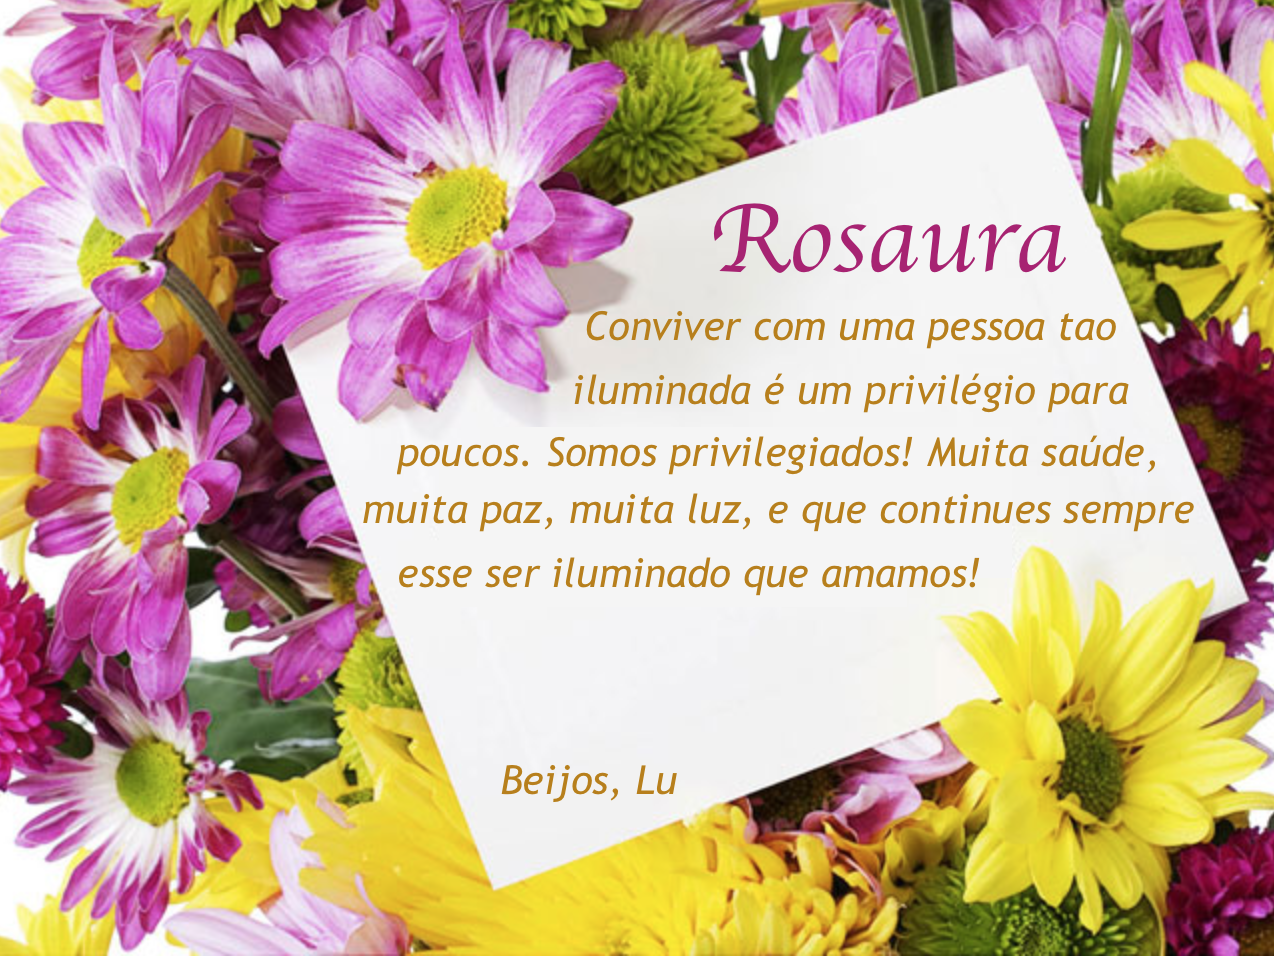 Rosaura
Conviver com uma pessoa tao
iluminada é um privilégio para
poucos. Somos privilegiados! Muita saúde,
muita paz, muita luz, e que continues sempre
esse ser iluminado que amamos!
Beijos, Lu